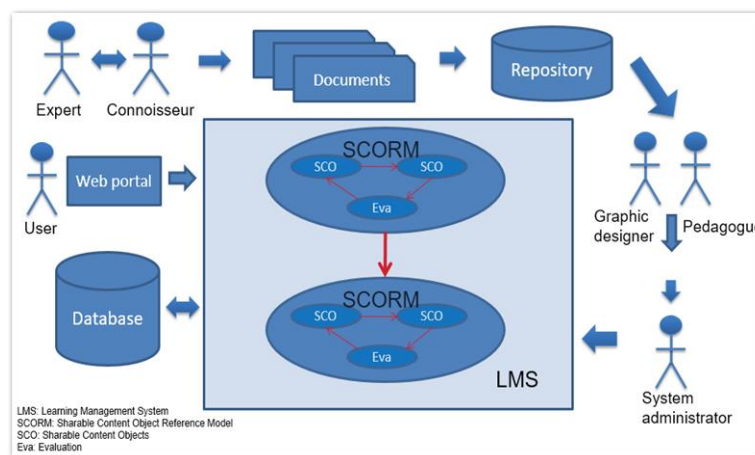 Expert
Connoisseur
Documents
Repository
User
Web portal
SCORM
SCO
SCO
Eva
Graphic
designer
Pedagogue
Database
SCORM
SCO
SCO
Eva
LMS
System
administrator
LMS: Learning Management System
SCORM: Sharable Content Object Reference Model
SCO: Sharable Content Objects
Eva: Evaluation